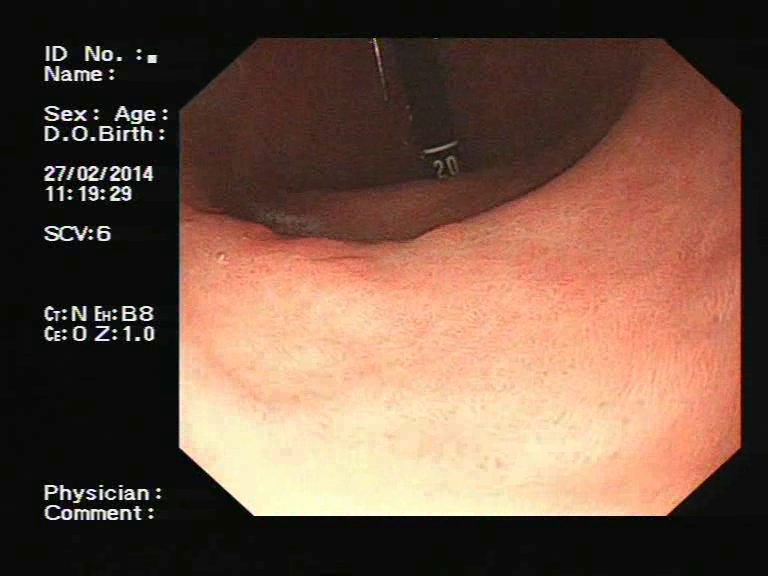 ID No. :
Name:
Sex: Age:
D.O.Birth:
27/02/2014
11:19:29
SCV:6
CT:N EH:B8
CE:0 Z:1.0
Physician:
Comment:
20